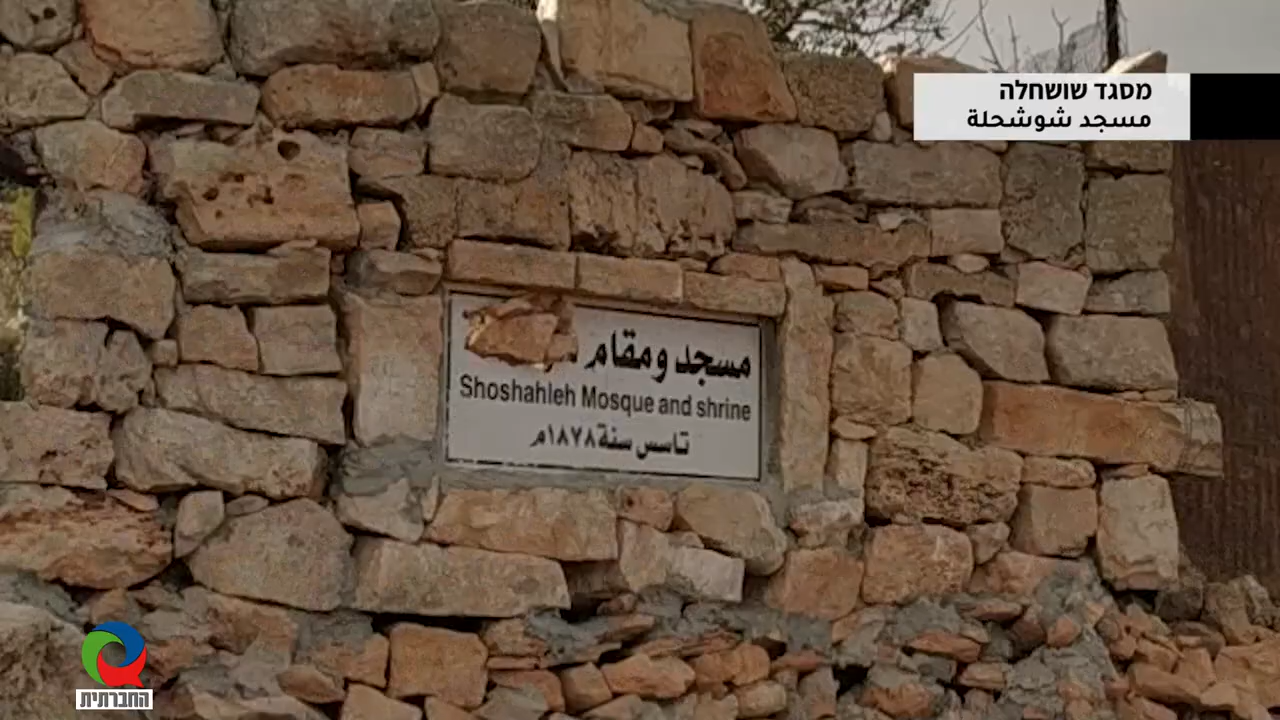 מסגד שושחלה
مسجد شوشحلة
مسجد ومقام
Shoshahleh Mosque and shrine
تاسس سنة ١٨٧٨م
החברתית